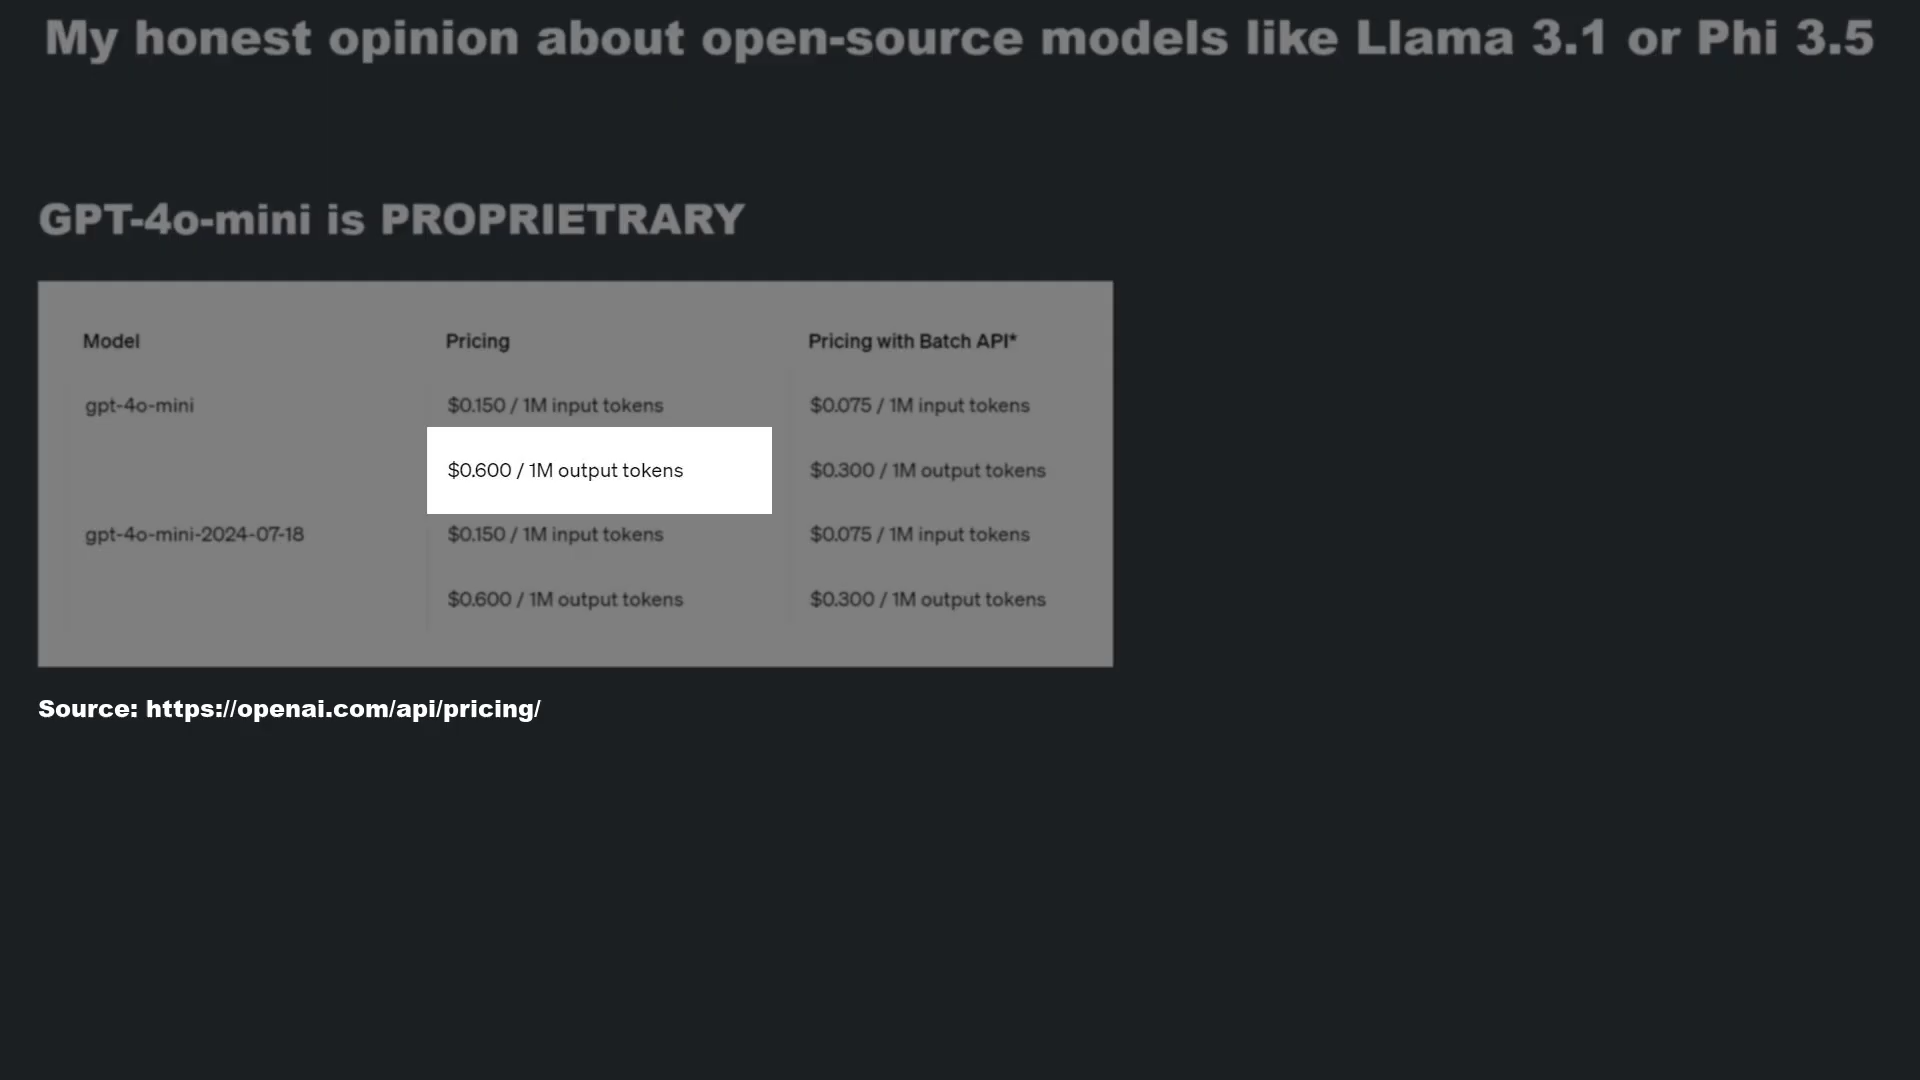 My honest opinion about open-source models like Llama 3.1 or Phi 3.5
GPT-4o-mini is PROPRIETRARY
Model Pricing Pricing with Batch API*
gpt-4o-mini $0.150 / 1M input tokens $0.075 / 1M input tokens
$0.600 / 1M output tokens $0.300 / 1M output tokens
gpt-4o-mini-2024-07-18 $0.150 / 1M input tokens $0.075 / 1M input tokens
$0.600 / 1M output tokens $0.300 / 1M output tokens
Source: https://openai.com/api/pricing/